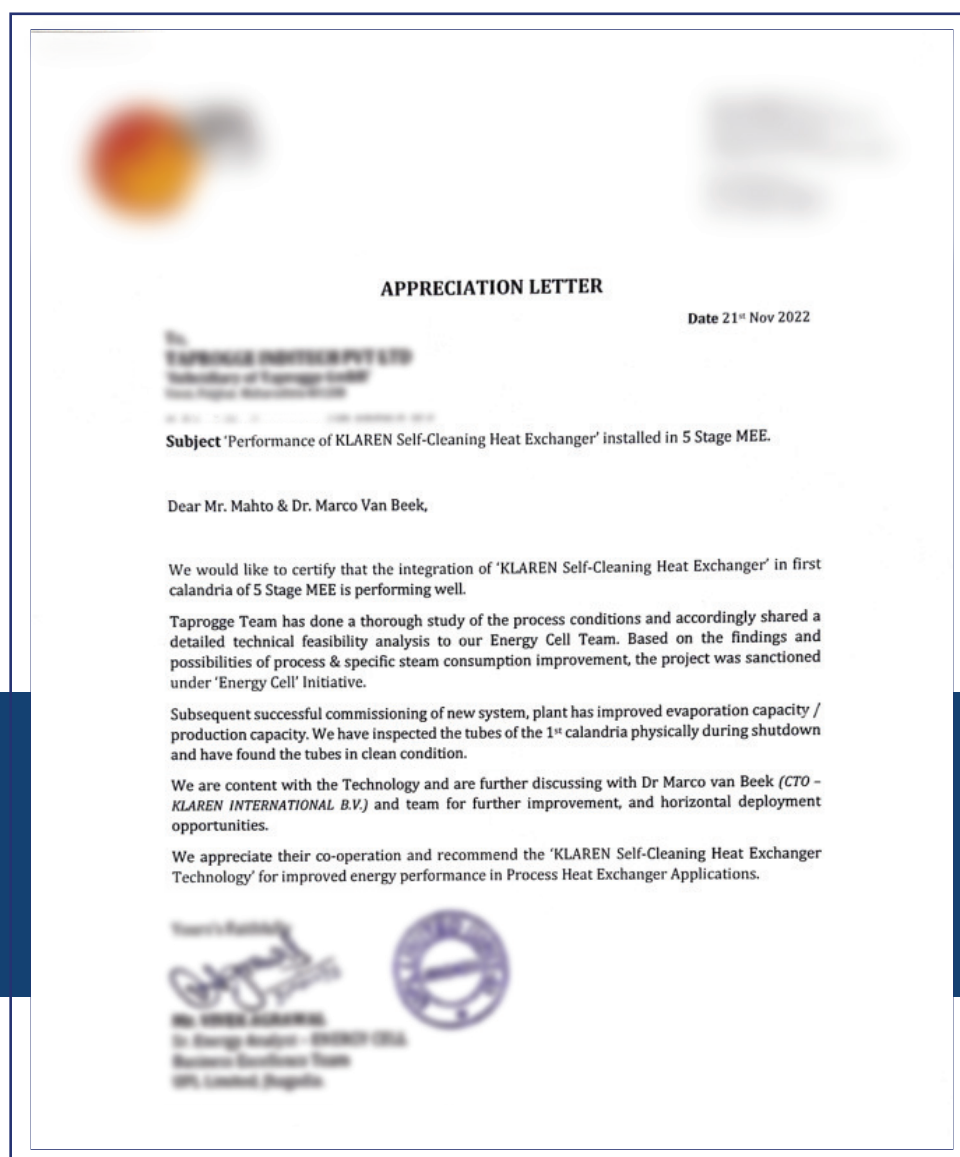 APPRECIATION LETTER
Date 21st Nov 2022
Subject 'Performance of KLAREN Self-Cleaning Heat Exchanger' installed in 5 Stage MEE.
Dear Mr. Mahto & Dr. Marco Van Beek,
We would like to certify that the integration of 'KLAREN Self-Cleaning Heat Exchanger' in first
calandria of 5 Stage MEE is performing well.
Taprogge Team has done a thorough study of the process conditions and accordingly shared a
detailed technical feasibility analysis to our Energy Cell Team. Based on the findings and
possibilities of process & specific steam consumption improvement, the project was sanctioned
under 'Energy Cell' Initiative.
Subsequent successful commissioning of new system, plant has improved evaporation capacity /
production capacity. We have inspected the tubes of the 1st calandria physically during shutdown
and have found the tubes in clean condition.
We are content with the Technology and are further discussing with Dr Marco van Beek (CTO –
KLAREN INTERNATIONAL B.V.) and team for further improvement, and horizontal deployment
opportunities.
We appreciate their co-operation and recommend the 'KLAREN Self-Cleaning Heat Exchanger
Technology' for improved energy performance in Process Heat Exchanger Applications.